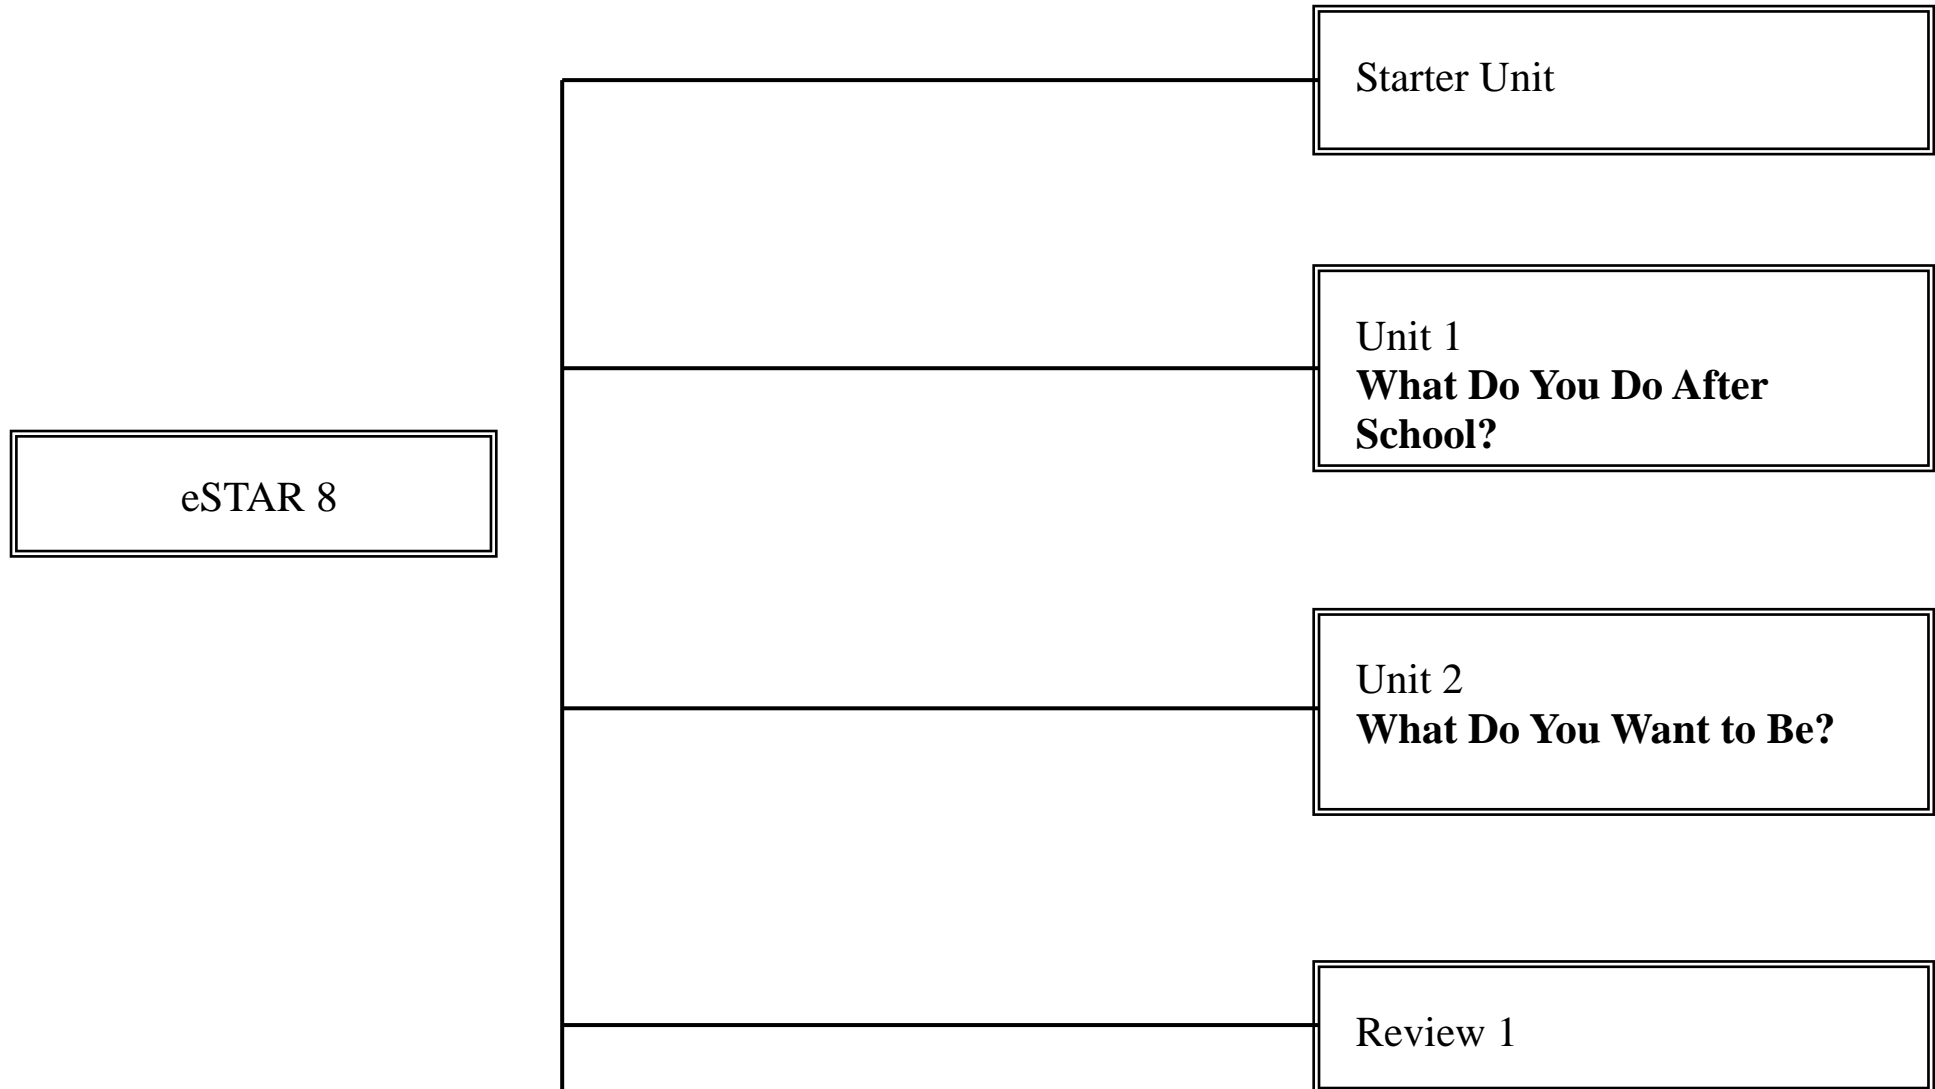 Starter Unit
Unit 1
What Do You Do After
School?
eSTAR 8
Unit 2
What Do You Want to Be?
Review 1